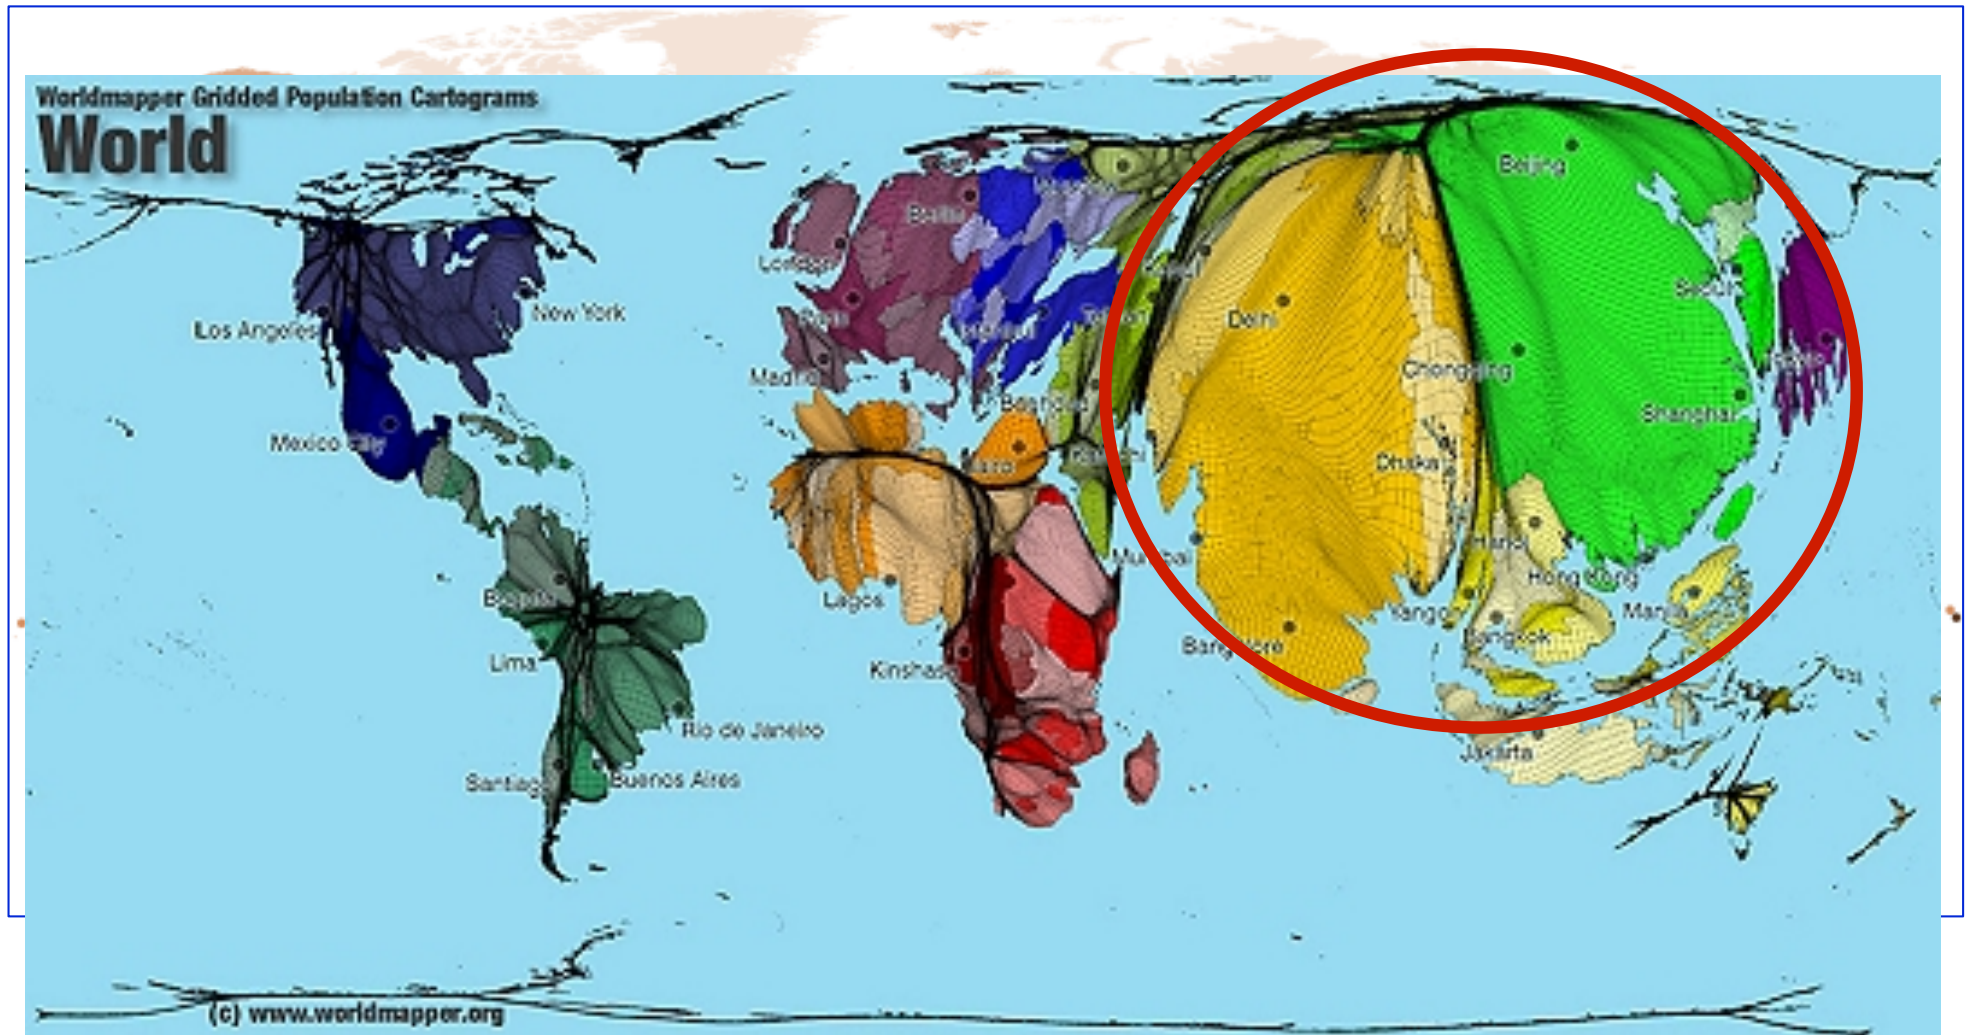 Worldmapper Gridded Population Cartograms
World
Beijing
London
New York
Los Angeles
Delhi
Seoul
Chongqing
Madrid
Shanghai
Mexico City
Dhaka
Mumbai
Hanoi
Hong Kong
Lagos
Bogota
Manila
Bangkok
Bangalore
Lima
Kinshasa
Rio de Janeiro
Jakarta
Santiago
Buenos Aires
(c) www.worldmapper.org